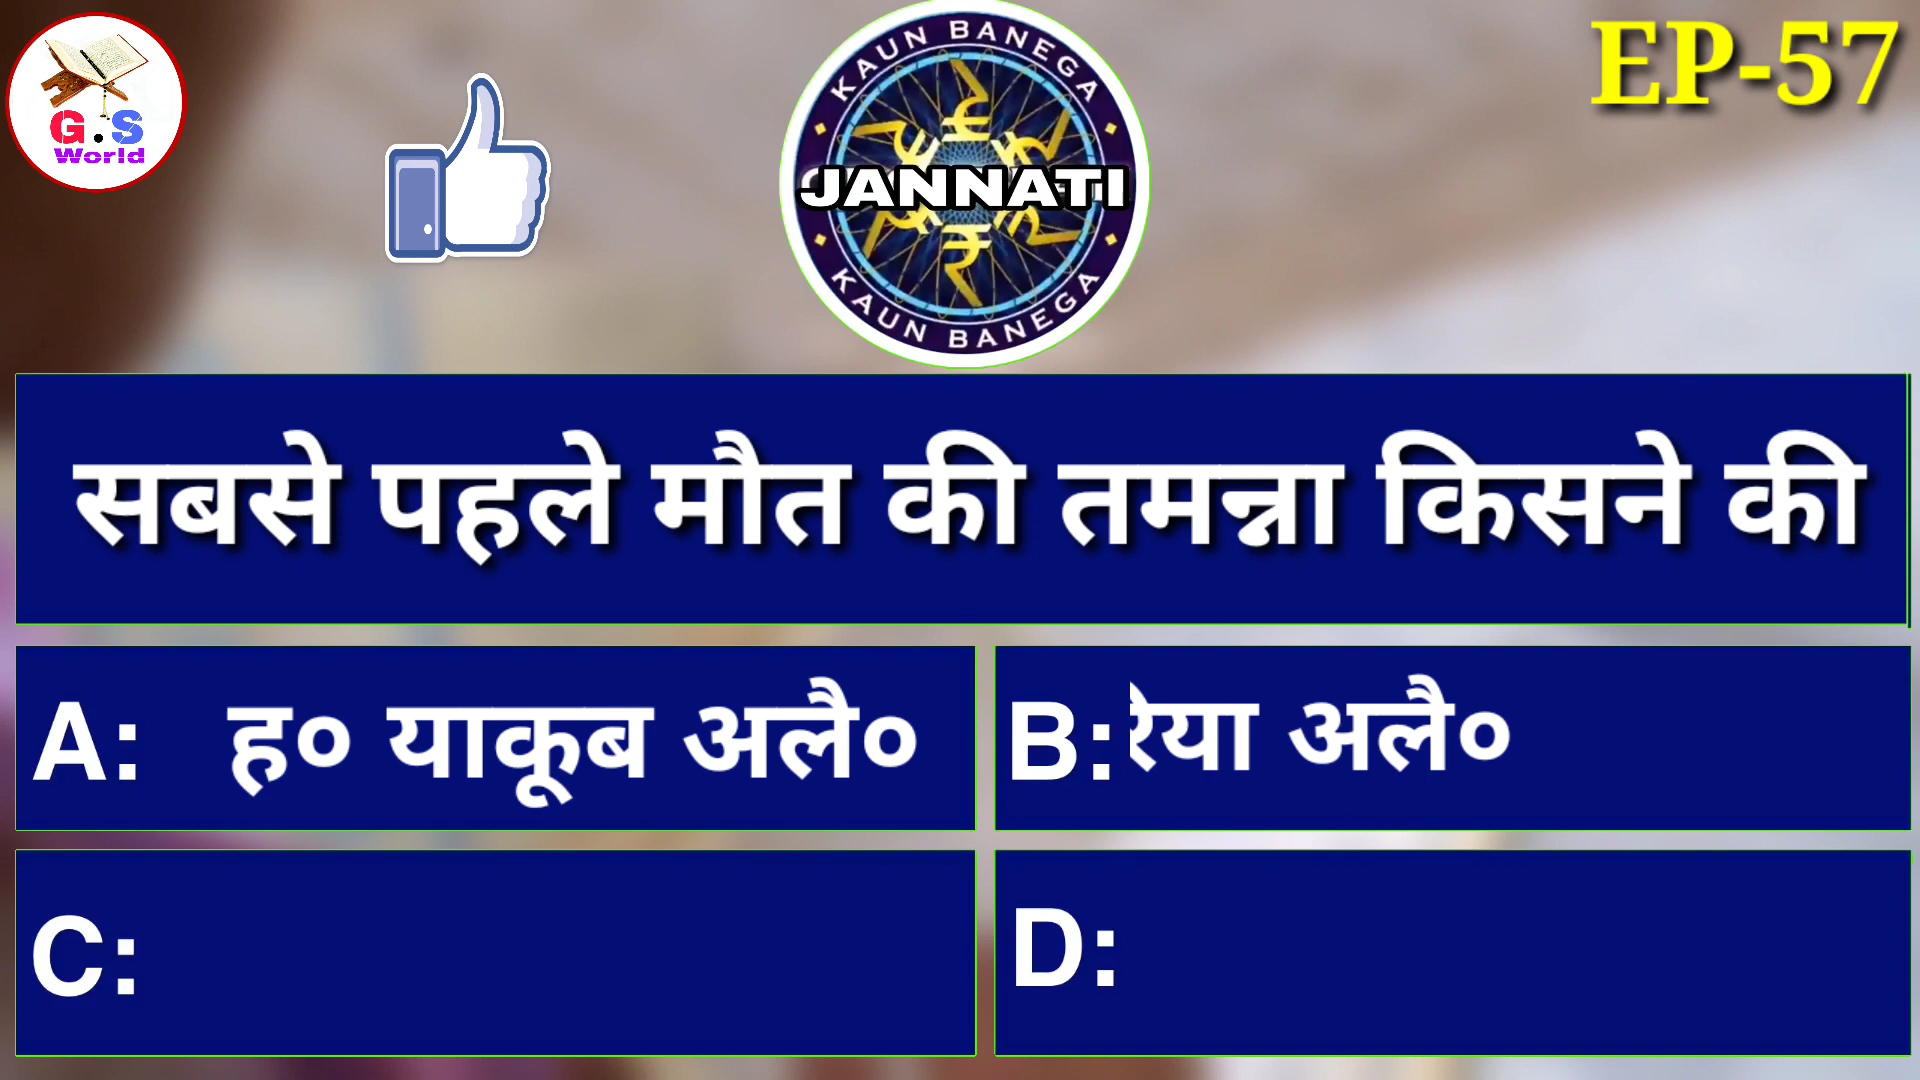 G.S
World
KAUN BANEGA
JANNATI
KAUN BANEGA
EP-57
सबसे पहले मौत की तमन्ना किसने की
A: ह० याकूब अलै०
B: रिया अलै०
C:
D: